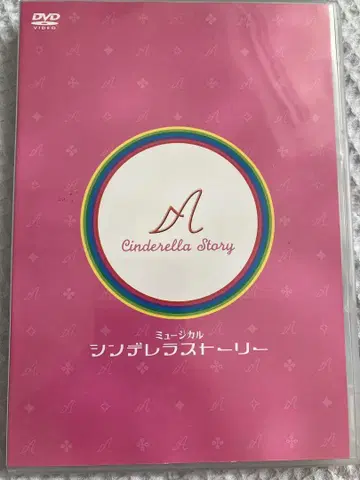 DVD
VIDEO
A
Cinderella Story
ミュージカル
シンデレラストーリー